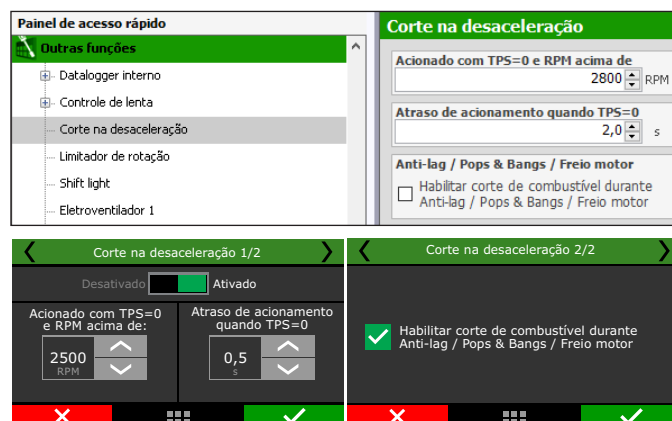 Painel de acesso rápido
Outras funções
Datalogger interno
Controle de lenta
Corte na desaceleração
Limitador de rotação
Shift light
Eletroventilador 1
Corte na desaceleração
Acionado com TPS=0 e RPM acima de
2800 RPM
Atraso de acionamento quando TPS=0
2,0 s
Anti-lag / Pops & Bangs / Freio motor
Habilitar corte de combustível durante
Anti-lag / Pops & Bangs / Freio motor
Corte na desaceleração 1/2
Desativado Ativado
Acionado com TPS=0
e RPM acima de:
2500
RPM
Atraso de acionamento
quando TPS=0
0,5
s
Corte na desaceleração 2/2
Habilitar corte de combustível durante
Anti-lag / Pops & Bangs / Freio motor